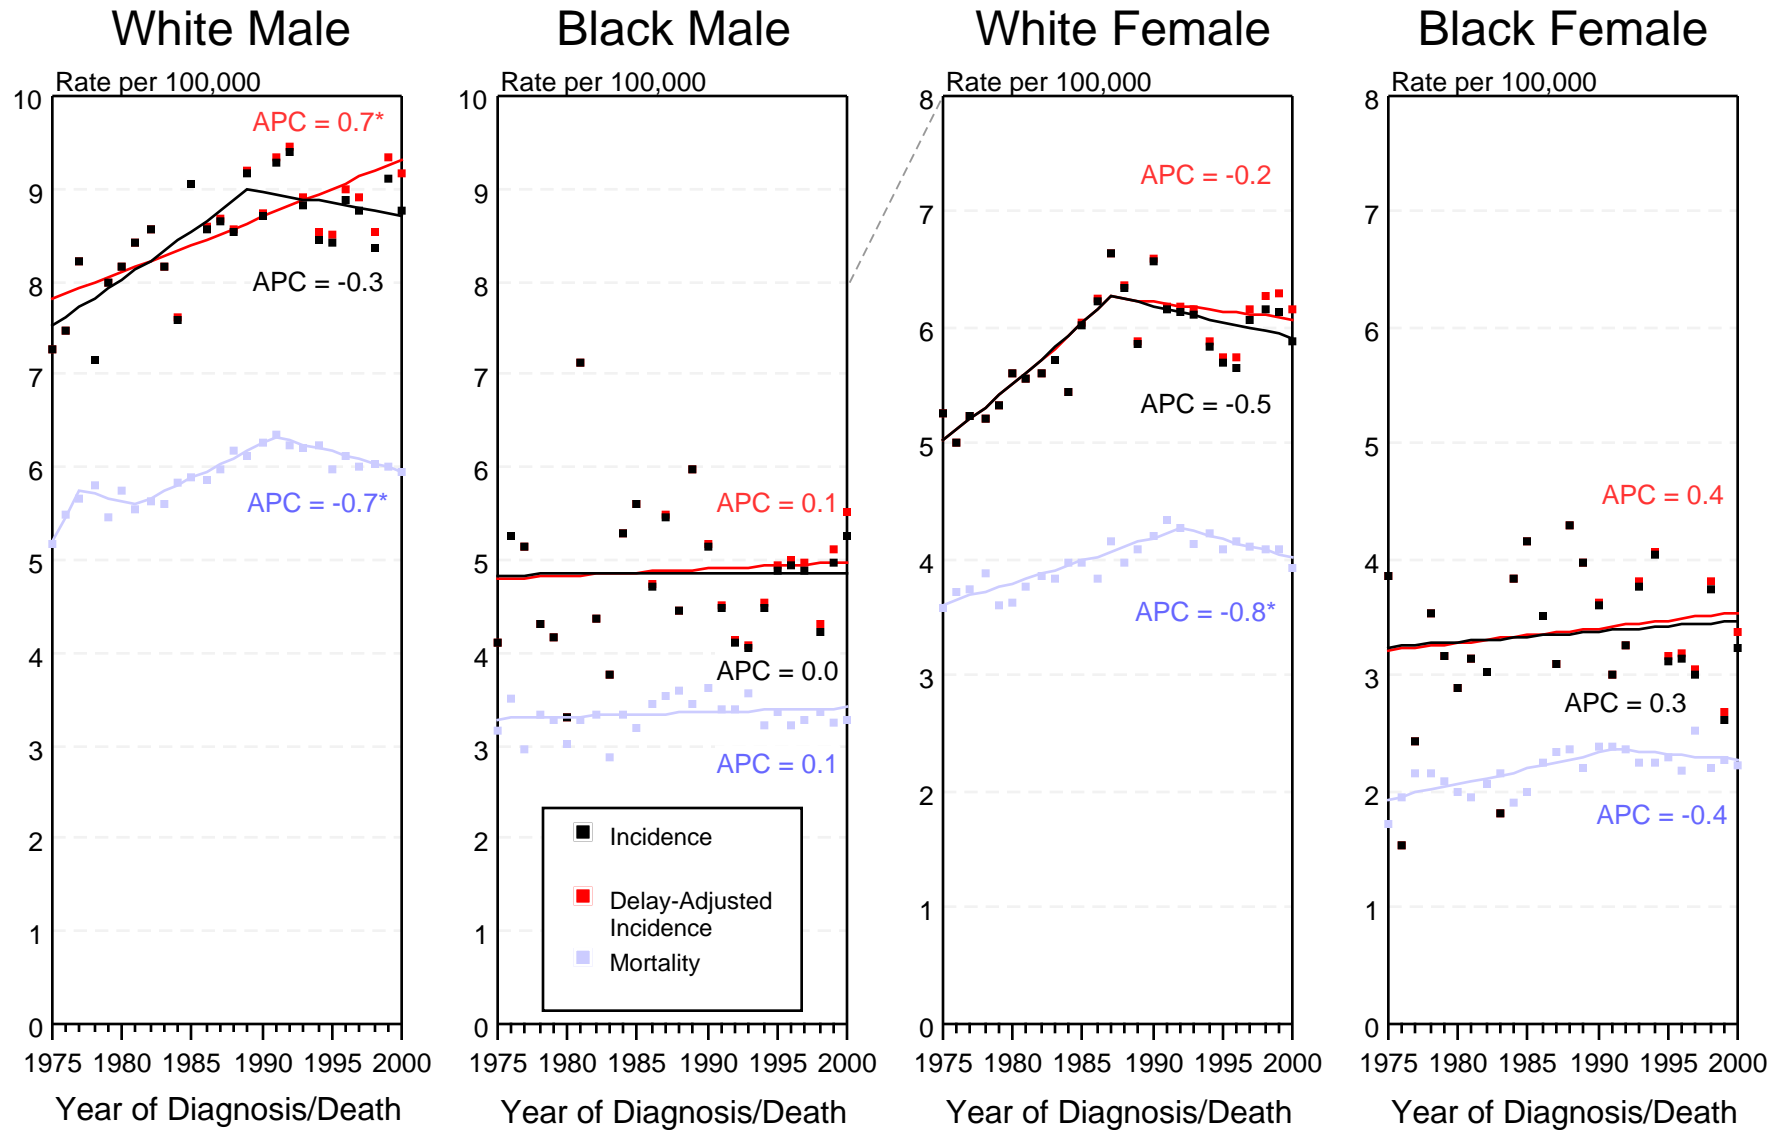 White Male
Black Male
White Female
Black Female
Rate per 100,000
10
9
8
7
6
5
4
3
2
1
0
APC = 0.7*
APC = -0.3
APC = -0.7*
1975 1980 1985 1990 1995 2000
Year of Diagnosis/Death
10
9
8
7
6
5
4
3
2
1
0
APC = 0.1
APC = 0.0
APC = 0.1
Incidence
Delay-Adjusted
Incidence
Mortality
1975 1980 1985 1990 1995 2000
Year of Diagnosis/Death
Rate per 100,000
8
7
6
5
4
3
2
1
0
APC = -0.2
APC = -0.5
APC = -0.8*
1975 1980 1985 1990 1995 2000
Year of Diagnosis/Death
Rate per 100,000
8
7
6
5
4
3
2
1
0
APC = 0.4
APC = 0.3
APC = -0.4
1975 1980 1985 1990 1995 2000
Year of Diagnosis/Death
Rate per 100,000